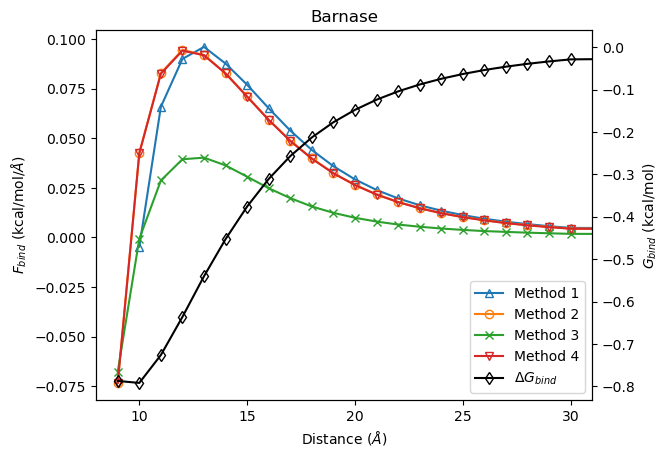 Barnase
0.100
0.075
0.050
0.025
0.000
−0.025
−0.050
−0.075
F_bind (kcal/mol/Å)
0.0
−0.1
−0.2
−0.3
−0.4
−0.5
−0.6
−0.7
−0.8
G_bind (kcal/mol)
Method 1
Method 2
Method 3
Method 4
ΔG_bind
10 15 20 25 30
Distance (Å)